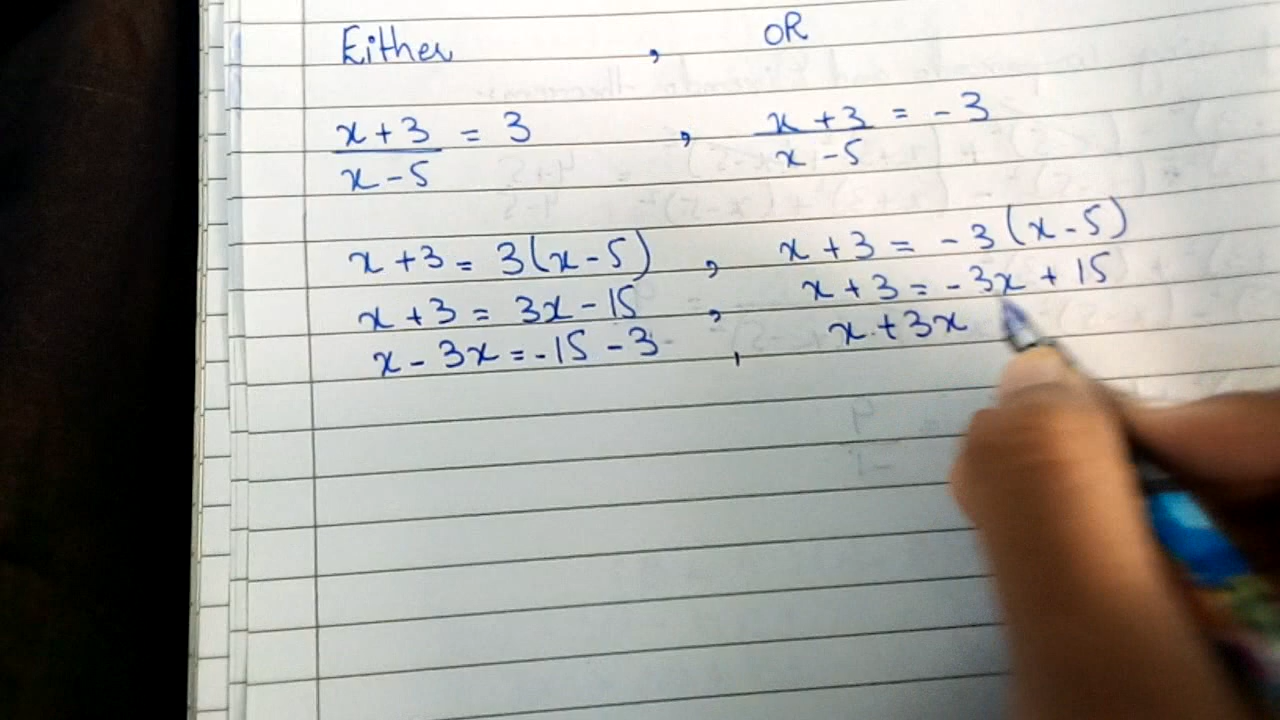 Either , OR
x + 3 / x - 5 = 3 , x + 3 / x - 5 = - 3
x + 3 = 3(x - 5) , x + 3 = - 3(x - 5)
x + 3 = 3x - 15 , x + 3 = - 3x + 15
x - 3x = - 15 - 3 , x + 3x